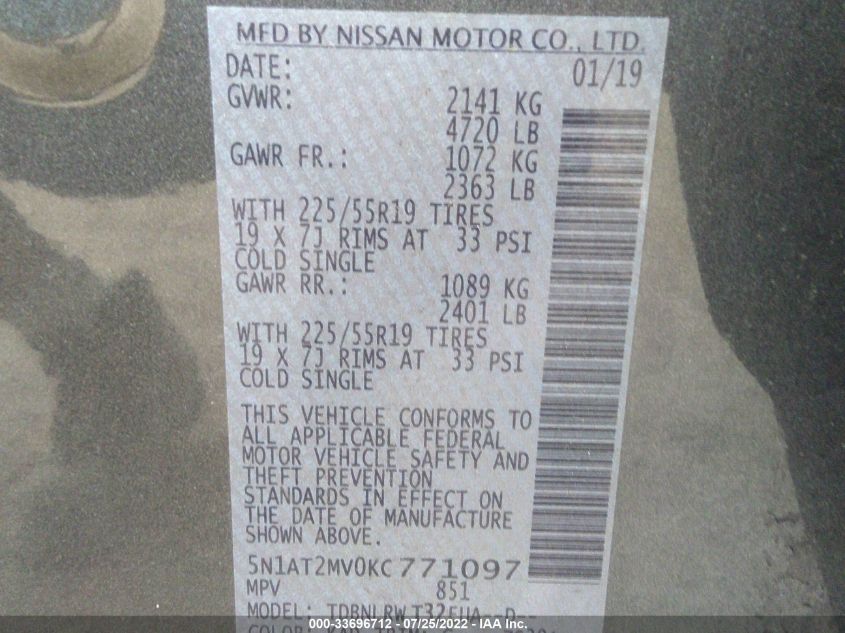 MFD BY NISSAN MOTOR CO., LTD.
DATE: 01/19
GVWR: 2141 KG
4720 LB
GAWR FR.: 1072 KG
2363 LB
WITH 225/55R19 TIRES
19 X 7J RIMS AT 33 PSI
COLD SINGLE
GAWR RR.: 1089 KG
2401 LB
WITH 225/55R19 TIRES
19 X 7J RIMS AT 33 PSI
COLD SINGLE
THIS VEHICLE CONFORMS TO
ALL APPLICABLE FEDERAL
MOTOR VEHICLE SAFETY AND
THEFT PREVENTION
STANDARDS IN EFFECT ON
THE DATE OF MANUFACTURE
SHOWN ABOVE.
5N1AT2MV0KC771097
MPV 851
MODEL:
000-33696712 - 07/25/2022 - IAA Inc.